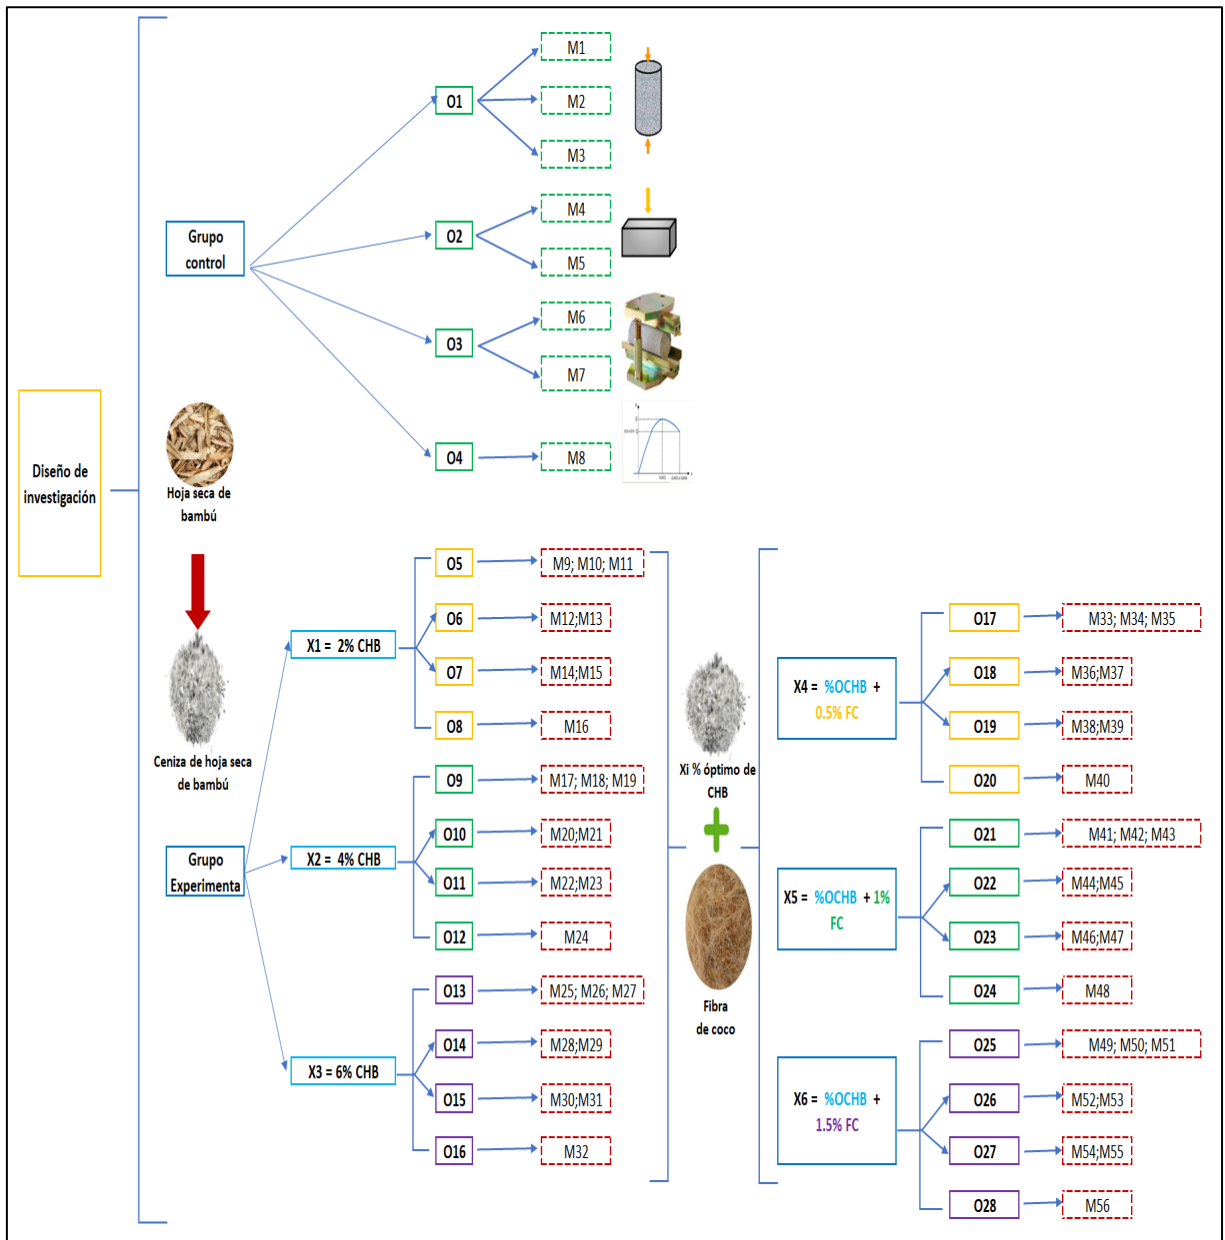 Diseño de
investigación
Grupo
control
O1
M1
M2
M3
O2
M4
M5
O3
M6
M7
O4
M8
Hoja seca de
bambú
Ceniza de hoja seca
de bambú
Grupo
Experimenta
X1 = 2% CHB
O5
M9; M10; M11
O6
M12;M13
O7
M14;M15
O8
M16
X2 = 4% CHB
O9
M17; M18; M19
O10
M20;M21
O11
M22;M23
O12
M24
X3 = 6% CHB
O13
M25; M26; M27
O14
M28;M29
O15
M30;M31
O16
M32
Xi % óptimo de
CHB
Fibra
de coco
X4 = %OCHB +
0.5% FC
O17
M33; M34; M35
O18
M36;M37
O19
M38;M39
O20
M40
X5 = %OCHB + 1%
FC
O21
M41; M42; M43
O22
M44;M45
O23
M46;M47
O24
M48
X6 = %OCHB +
1.5% FC
O25
M49; M50; M51
O26
M52;M53
O27
M54;M55
O28
M56